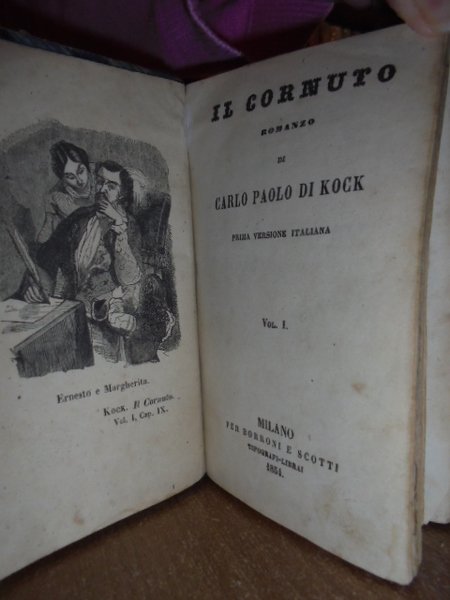 Ernesto e Margherita.
Kock. Il Cornuto.
Vol. I, Cap. IX.
IL CORNUTO
ROMANZO
DI
CARLO PAOLO DI KOCK
PRIMA VERSIONE ITALIANA
Vol. I.
MILANO
PER BORRONI E SCOTTI
TIPOGRAFI-LIBRAI
1854.